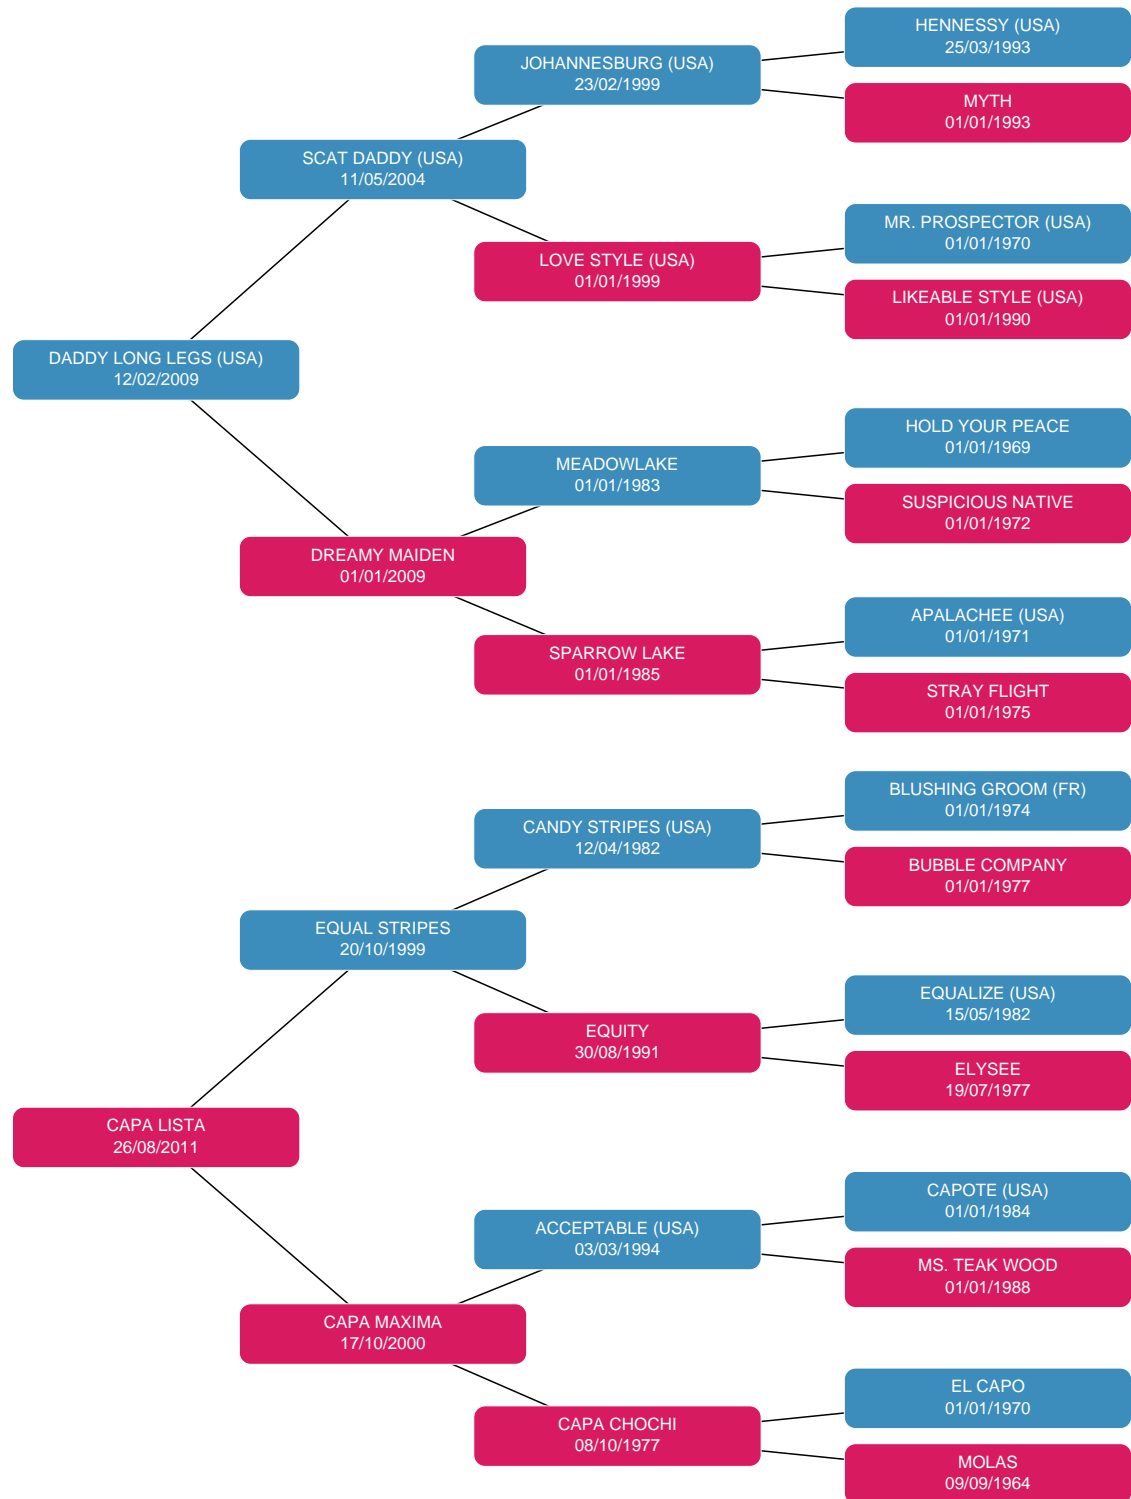 HENNESSY (USA)
25/03/1993
JOHANNESBURG (USA)
23/02/1999
MYTH
01/01/1993
SCAT DADDY (USA)
11/05/2004
MR. PROSPECTOR (USA)
01/01/1970
LOVE STYLE (USA)
01/01/1999
LIKEABLE STYLE (USA)
01/01/1990
DADDY LONG LEGS (USA)
12/02/2009
HOLD YOUR PEACE
01/01/1969
MEADOWLAKE
01/01/1983
SUSPICIOUS NATIVE
01/01/1972
DREAMY MAIDEN
01/01/2009
APALACHEE (USA)
01/01/1971
SPARROW LAKE
01/01/1985
STRAY FLIGHT
01/01/1975
BLUSHING GROOM (FR)
01/01/1974
CANDY STRIPES (USA)
12/04/1982
BUBBLE COMPANY
01/01/1977
EQUAL STRIPES
20/10/1999
EQUALIZE (USA)
15/05/1982
EQUITY
30/08/1991
ELYSEE
19/07/1977
CAPA LISTA
26/08/2011
CAPOTE (USA)
01/01/1984
ACCEPTABLE (USA)
03/03/1994
MS. TEAK WOOD
01/01/1988
CAPA MAXIMA
17/10/2000
EL CAPO
01/01/1970
CAPA CHOCHI
08/10/1977
MOLAS
09/09/1964